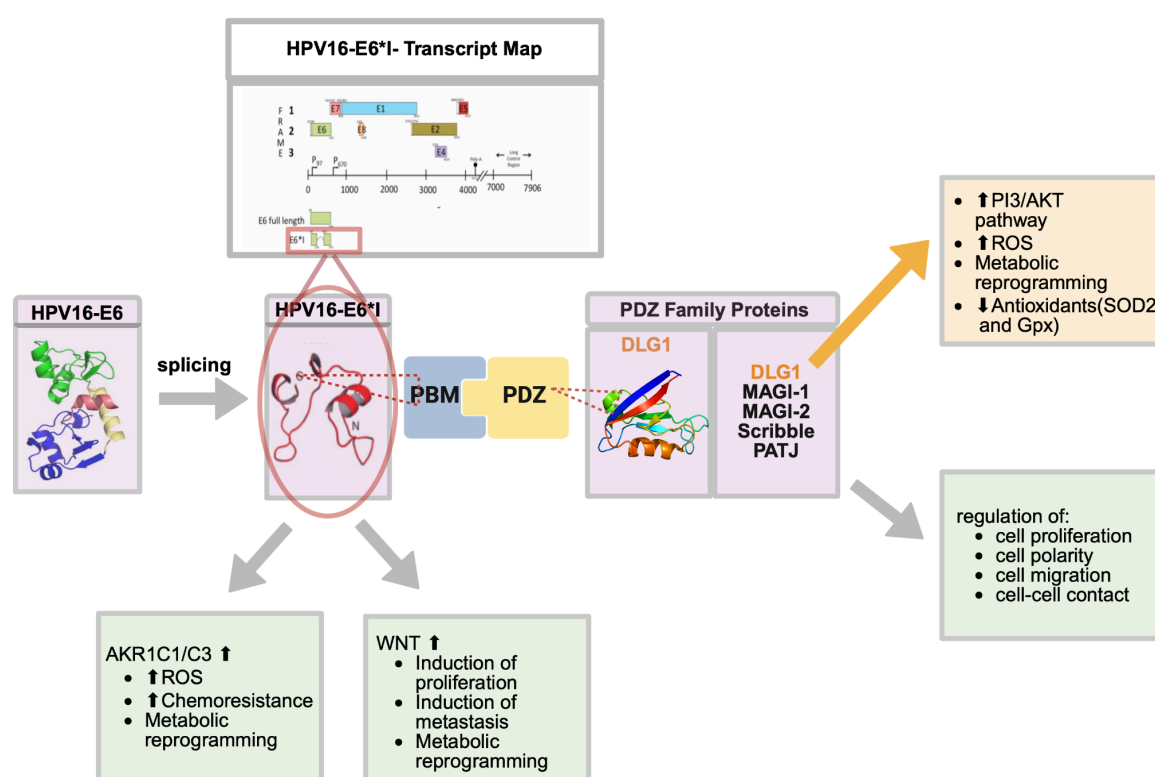 HPV16-E6*I- Transcript Map
F
R
A
M
E
1
2
3
E7
E1
E5
E6
E8
E2
E4
P97
P670
Poly-A
Long
Control
Region
0
1000
2000
3000
4000
7000
7906
E6 full length
E6*I
HPV16-E6
splicing
HPV16-E6*I
C
N
PBM
PDZ
PDZ Family Proteins
DLG1
DLG1
MAGI-1
MAGI-2
Scribble
PATJ
• ⬆PI3/AKT
pathway
• ⬆ROS
• Metabolic
reprogramming
• ⬇Antioxidants(SOD2
and Gpx)
regulation of:
• cell proliferation
• cell polarity
• cell migration
• cell-cell contact
AKR1C1/C3 ⬆
• ⬆ROS
• ⬆Chemoresistance
• Metabolic
reprogramming
WNT ⬆
• Induction of
proliferation
• Induction of
metastasis
• Metabolic
reprogramming